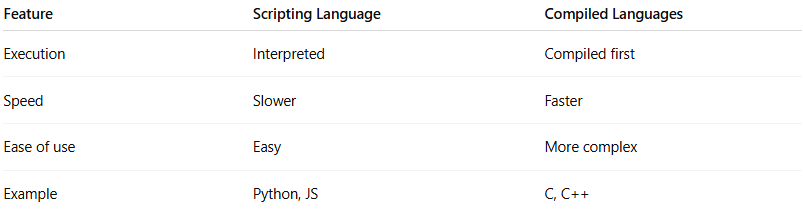 Feature Scripting Language Compiled Languages
Execution Interpreted Compiled first
Speed Slower Faster
Ease of use Easy More complex
Example Python, JS C, C++